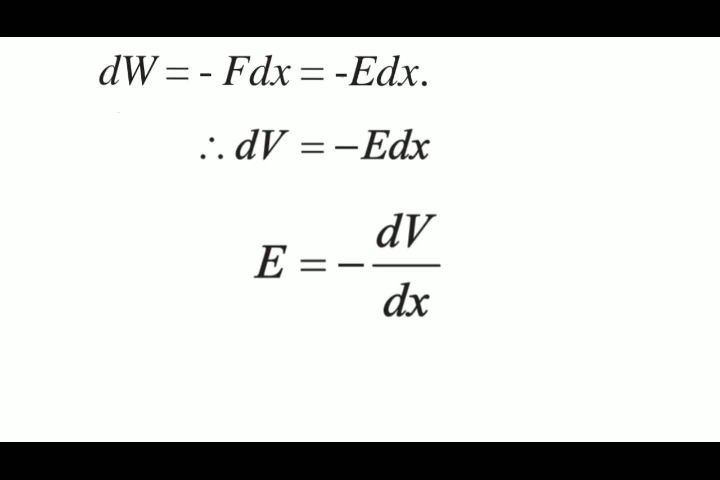 dW = - Fdx = -Edx.
∴ dV = −Edx
E = − dV/dx